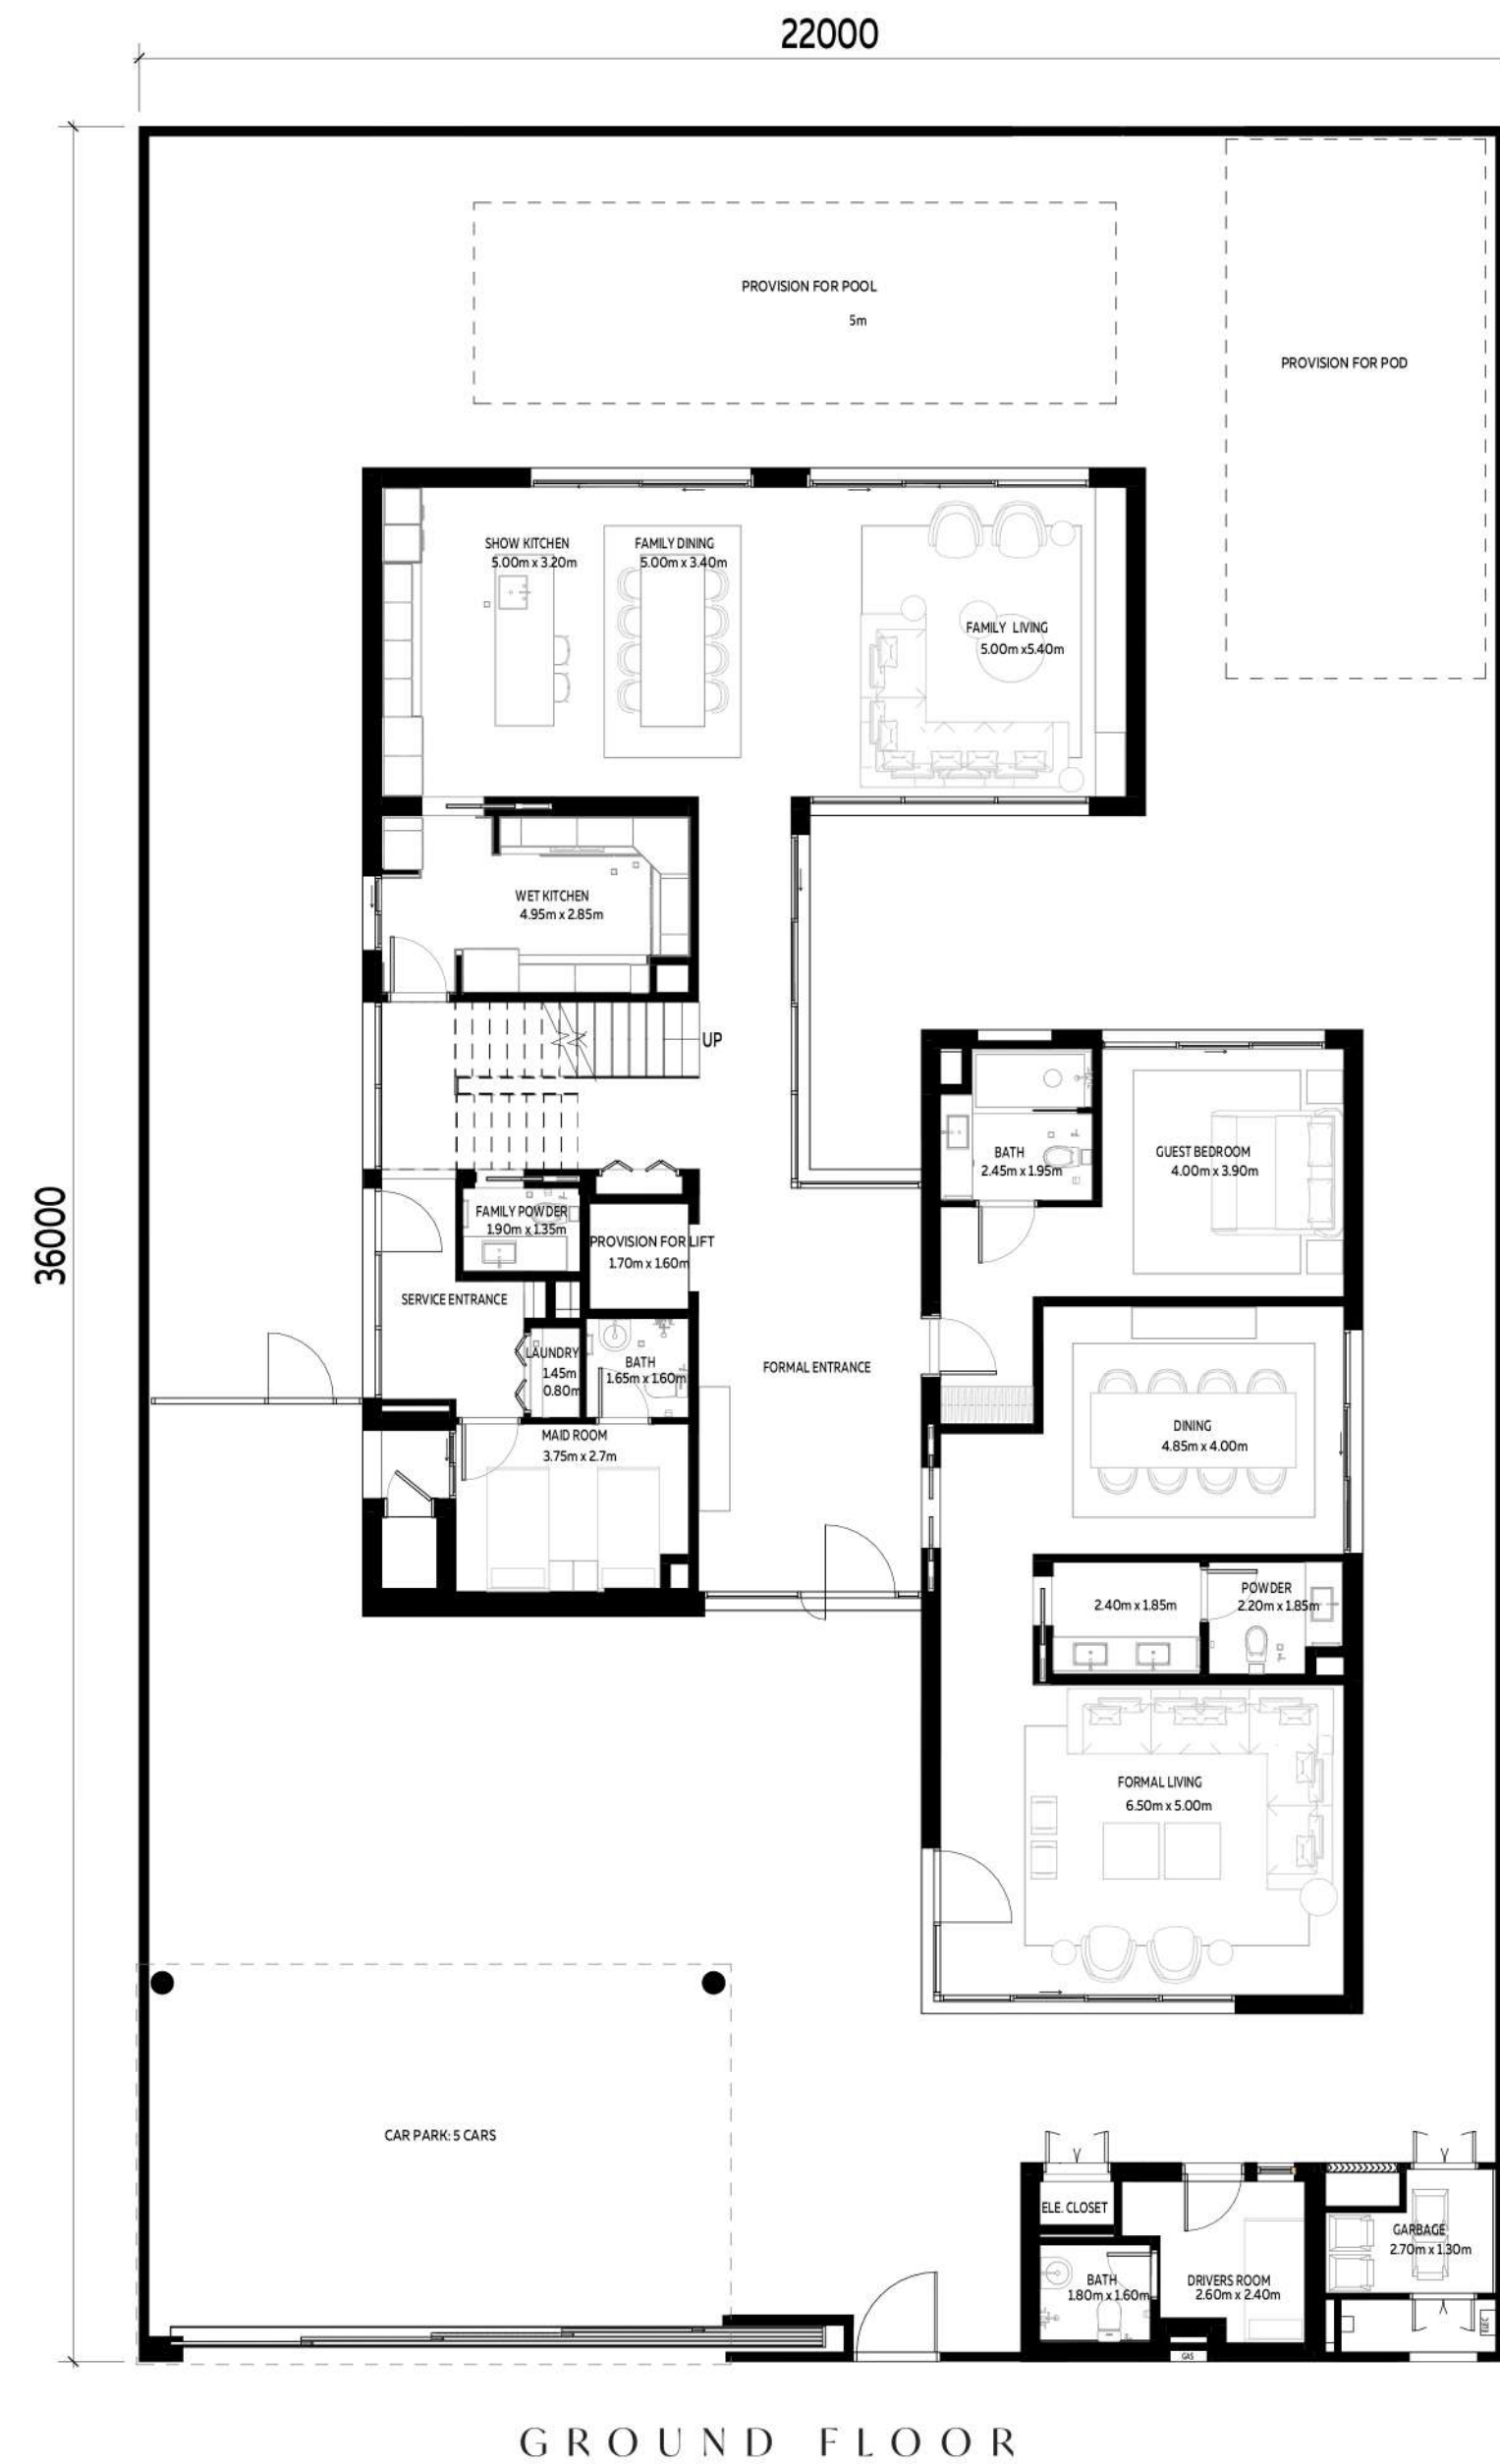 22000
36000
PROVISION FOR POOL
5m
PROVISION FOR POD
SHOW KITCHEN
5.00m x 3.20m
FAMILY DINING
5.00m x 3.40m
FAMILY LIVING
5.00m x5.40m
WET KITCHEN
4.95m x 2.85m
UP
BATH
2.45m x 1.95m
GUEST BEDROOM
4.00m x 3.90m
FAMILY POWDER
1.90m x 1.35m
PROVISION FOR LIFT
1.70m x 1.60m
SERVICE ENTRANCE
LAUNDRY
1.45m
0.80m
BATH
1.65m x 1.60m
FORMAL ENTRANCE
MAID ROOM
3.75m x 2.7m
DINING
4.85m x 4.00m
2.40m x 1.85m
POWDER
2.20m x 1.85m
FORMAL LIVING
6.50m x 5.00m
CAR PARK: 5 CARS
ELE. CLOSET
GARBAGE
2.70m x 1.30m
BATH
1.80m x 1.60m
DRIVERS ROOM
2.60m x 2.40m
ELEC
GAS
GROUND FLOOR